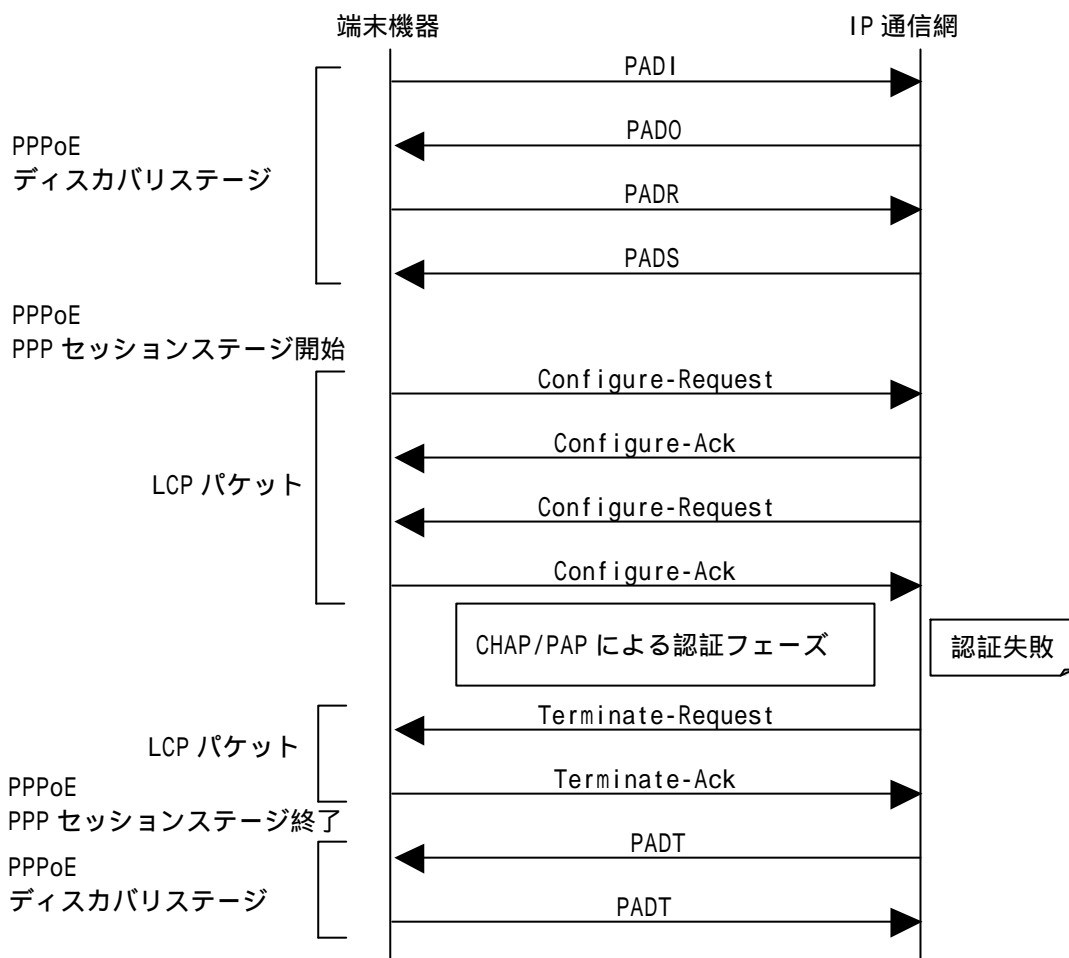 端末機器
IP通信網
PADI
PPPoE
ディスカバリステージ
PADO
PADR
PADS
PPPoE
PPP セッションステージ開始
Configure-Request
Configure-Ack
LCP パケット
Configure-Request
Configure-Ack
CHAP/PAP による認証フェーズ
認証失敗
Terminate-Request
LCP パケット
Terminate-Ack
PPPoE
PPP セッションステージ終了
PADT
PPPoE
ディスカバリステージ
PADT